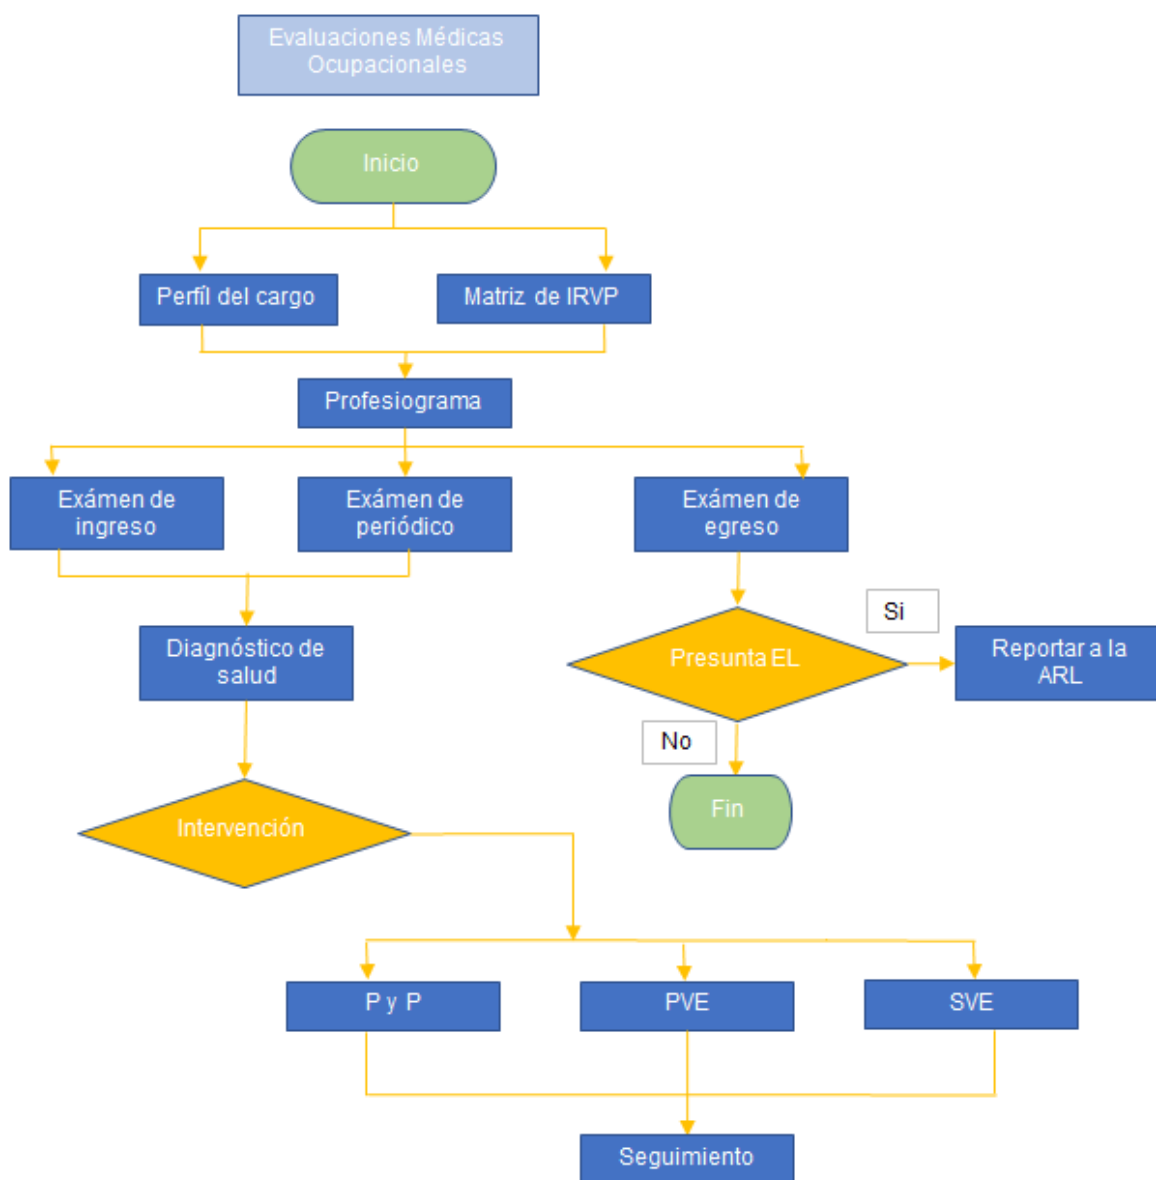 Evaluaciones Médicas
Ocupacionales
Inicio
Perfíl del cargo
Matriz de IRVP
Profesiograma
Exámen de
ingreso
Exámen de
periódico
Exámen de
egreso
Diagnóstico de
salud
Presunta EL
Si
Reportar a la
ARL
No
Fin
Intervención
P y P
PVE
SVE
Seguimiento